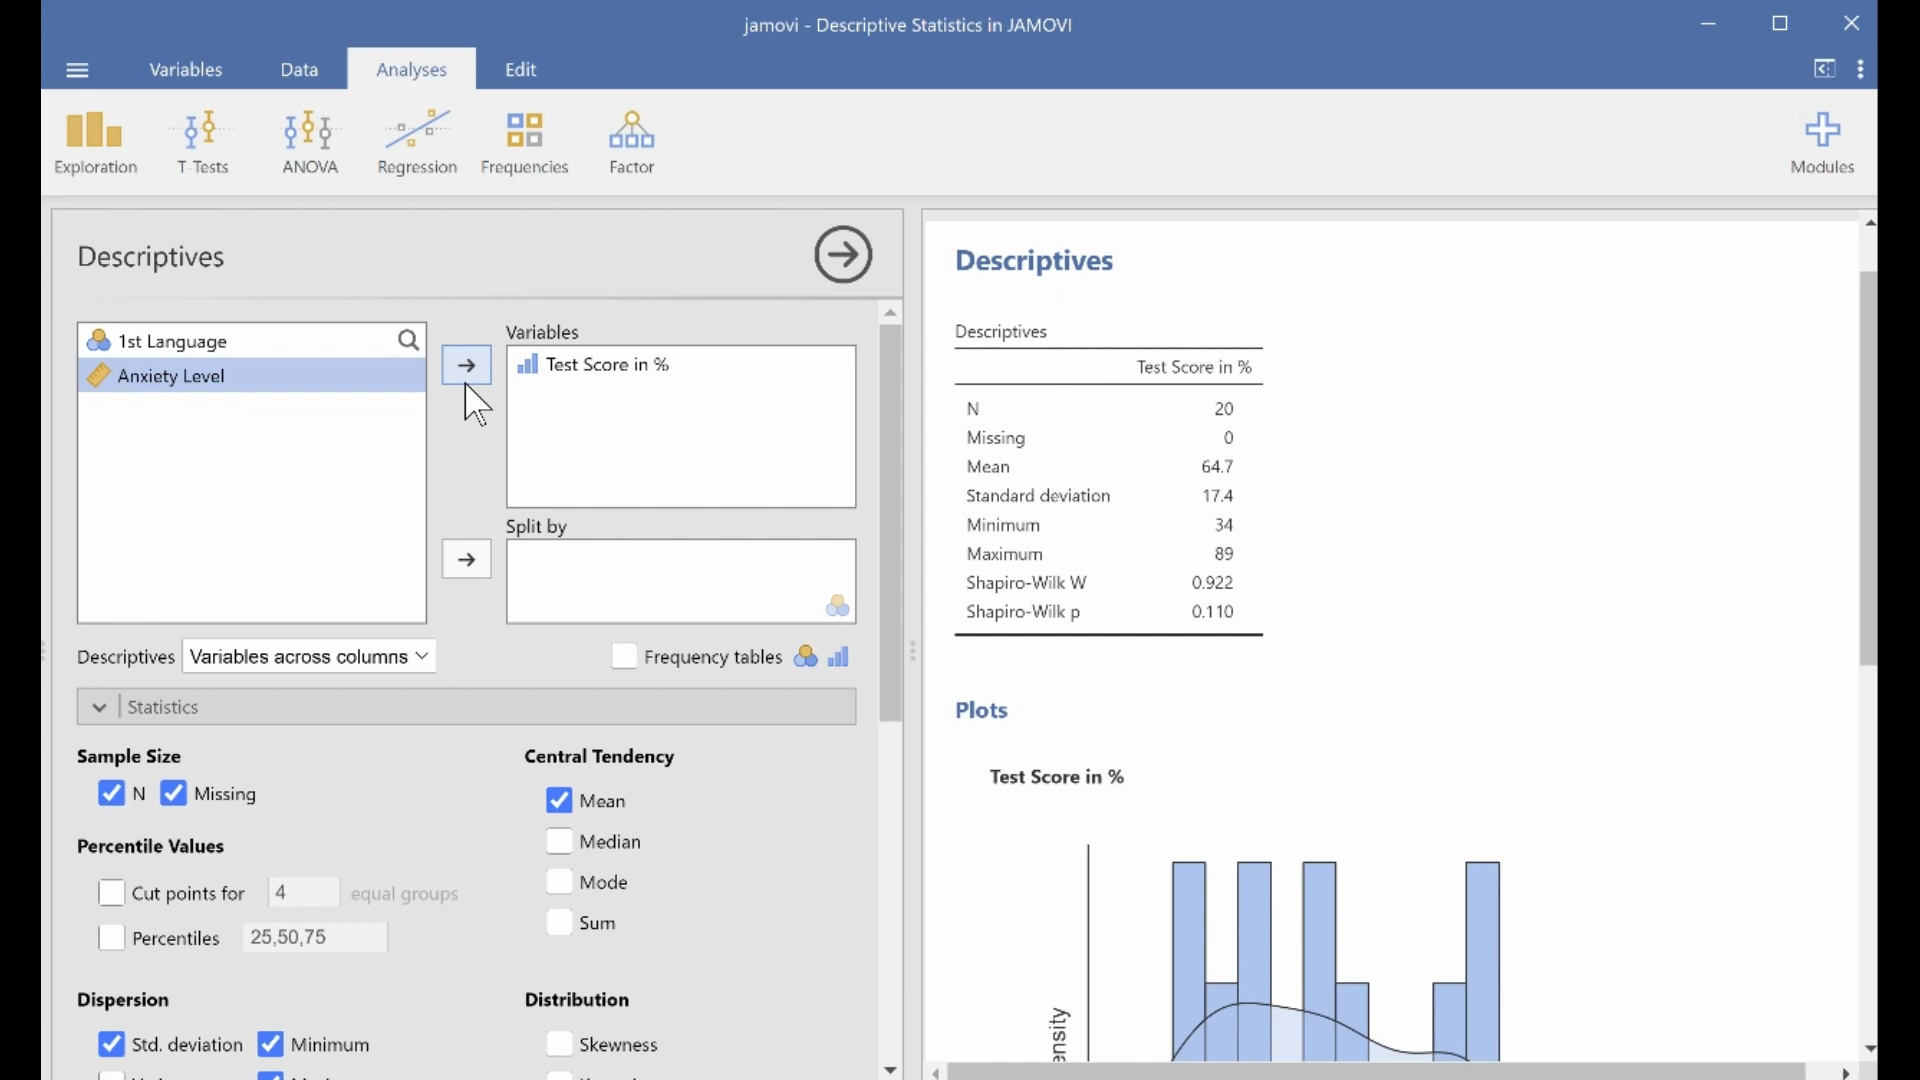 jamovi - Descriptive Statistics in JAMOVI
Variables
Data
Analyses
Edit
Exploration
T-Tests
ANOVA
Regression
Frequencies
Factor
Modules
Descriptives
1st Language
Anxiety Level
Variables
Test Score in %
Split by
Descriptives Variables across columns
Frequency tables
Statistics
Sample Size
N Missing
Percentile Values
Cut points for 4 equal groups
Percentiles 25,50,75
Dispersion
Std. deviation Minimum
Central Tendency
Mean
Median
Mode
Sum
Distribution
Skewness
Descriptives
Descriptives
Test Score in %
N 20
Missing 0
Mean 64.7
Standard deviation 17.4
Minimum 34
Maximum 89
Shapiro-Wilk W 0.922
Shapiro-Wilk p 0.110
Plots
Test Score in %